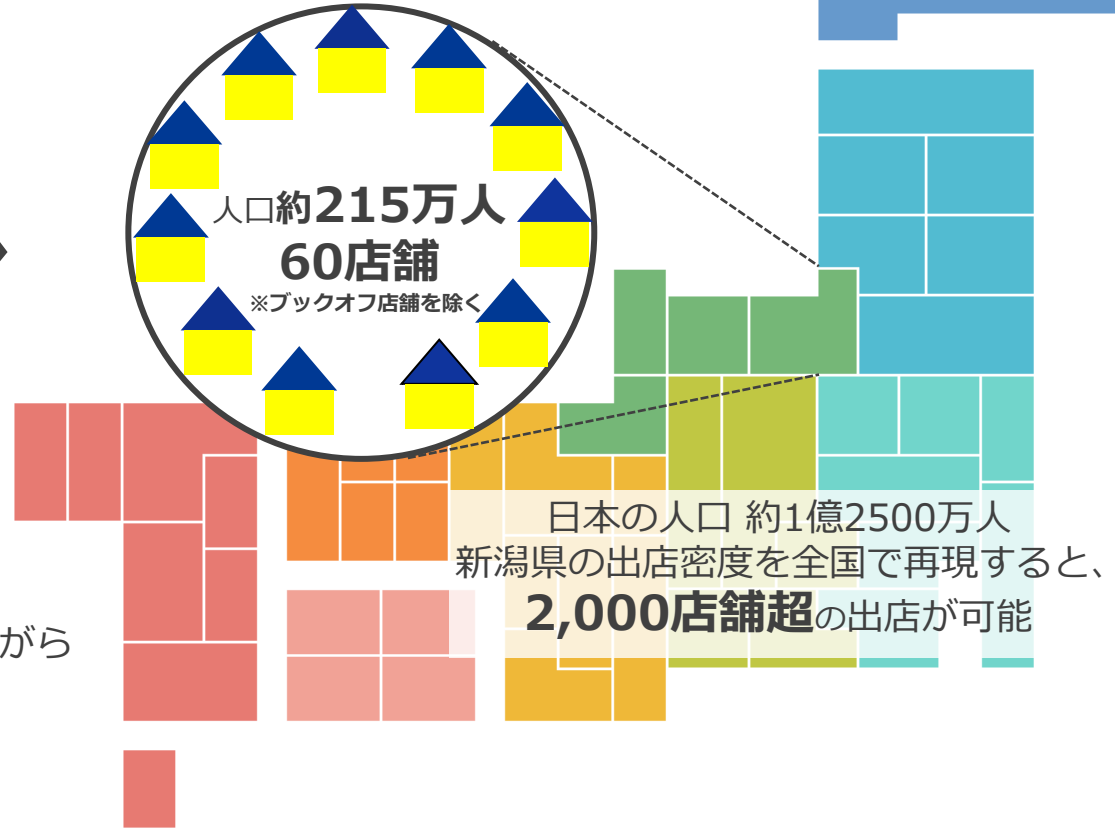 人口約215万人
60店舗
※ブックオフ店舗を除く
日本の人口 約1億2500万人
新潟県の出店密度を全国で再現すると、
2,000店舗超の出店が可能
がら